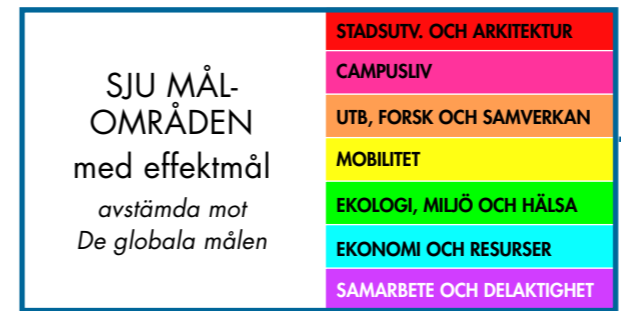 SJU MÅL-
OMRÅDEN
med effektmål
avstämda mot
De globala målen
STADSUTV. OCH ARKITEKTUR
CAMPUSLIV
UTB, FORSK OCH SAMVERKAN
MOBILITET
EKOLOGI, MILJÖ OCH HÄLSA
EKONOMI OCH RESURSER
SAMARBETE OCH DELAKTIGHET